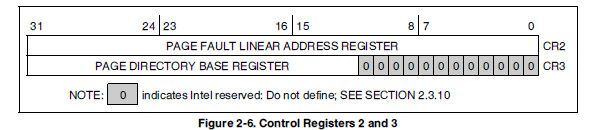 31 24 23 16 15 8 7 0
PAGE FAULT LINEAR ADDRESS REGISTER CR2
PAGE DIRECTORY BASE REGISTER 0 0 0 0 0 0 0 0 0 0 0 0 CR3
NOTE: 0 indicates Intel reserved: Do not define; SEE SECTION 2.3.10
Figure 2-6. Control Registers 2 and 3